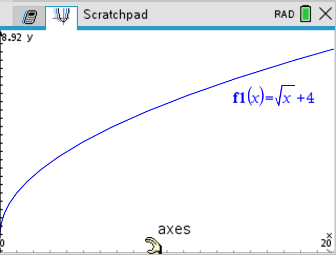 Scratchpad RAD
8.92 y
f1(x)=√x+4
axes
x
0 20